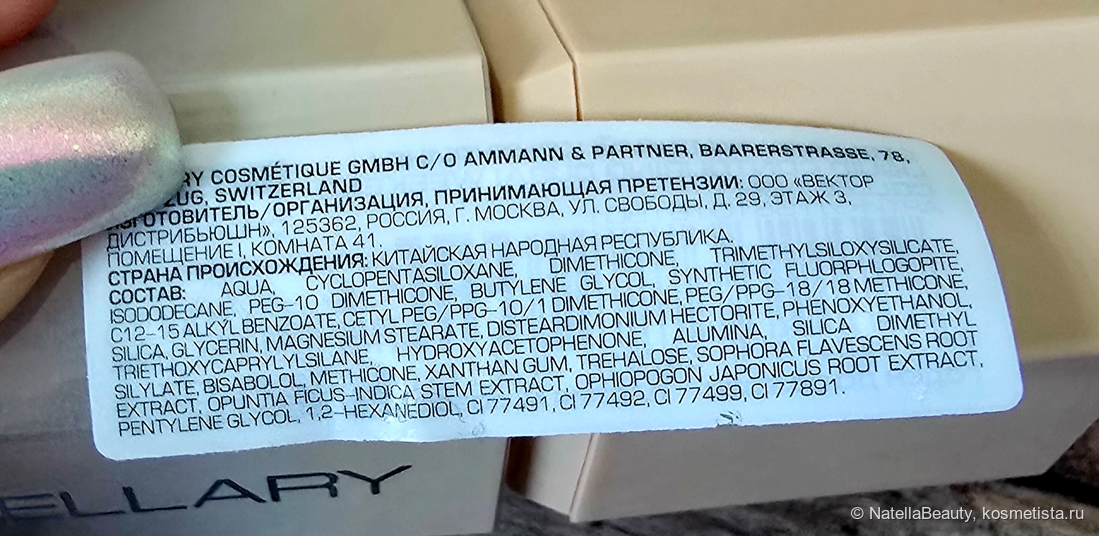 RY COSMÉTIQUE GMBH C/O AMMANN & PARTNER, BAARERSTRASSE, 78,
ZUG, SWITZERLAND
ИЗГОТОВИТЕЛЬ/ОРГАНИЗАЦИЯ, ПРИНИМАЮЩАЯ ПРЕТЕНЗИИ: ООО «ВЕКТОР
ДИСТРИБЬЮШН», 125362, РОССИЯ, Г. МОСКВА, УЛ. СВОБОДЫ, Д. 29, ЭТАЖ 3,
ПОМЕЩЕНИЕ I, КОМНАТА 41.
СТРАНА ПРОИСХОЖДЕНИЯ: КИТАЙСКАЯ НАРОДНАЯ РЕСПУБЛИКА.
СОСТАВ: AQUA, CYCLOPENTASILOXANE, DIMETHICONE, TRIMETHYLSILOXYSILICATE,
ISODODECANE, PEG-10 DIMETHICONE, BUTYLENE GLYCOL, SYNTHETIC FLUORPHLOGOPITE,
C12-15 ALKYL BENZOATE, CETYL PEG/PPG-10/1 DIMETHICONE, PEG/PPG-18/18 METHICONE,
SILICA, GLYCERIN, MAGNESIUM STEARATE, DISTEARDIMONIUM HECTORITE, PHENOXYETHANOL,
TRIETHOXYCAPRYLYLSILANE, HYDROXYACETOPHENONE, ALUMINA, SILICA DIMETHYL
SILYLATE, BISABOLOL, METHICONE, XANTHAN GUM, TREHALOSE, SOPHORA FLAVESCENS ROOT
EXTRACT, OPUNTIA FICUS-INDICA STEM EXTRACT, OPHIOPOGON JAPONICUS ROOT EXTRACT,
PENTYLENE GLYCOL, 1,2-HEXANEDIOL, CI 77491, CI 77492, CI 77499, CI 77891.
ELLARY
© NatellaBeauty, kosmetista.ru